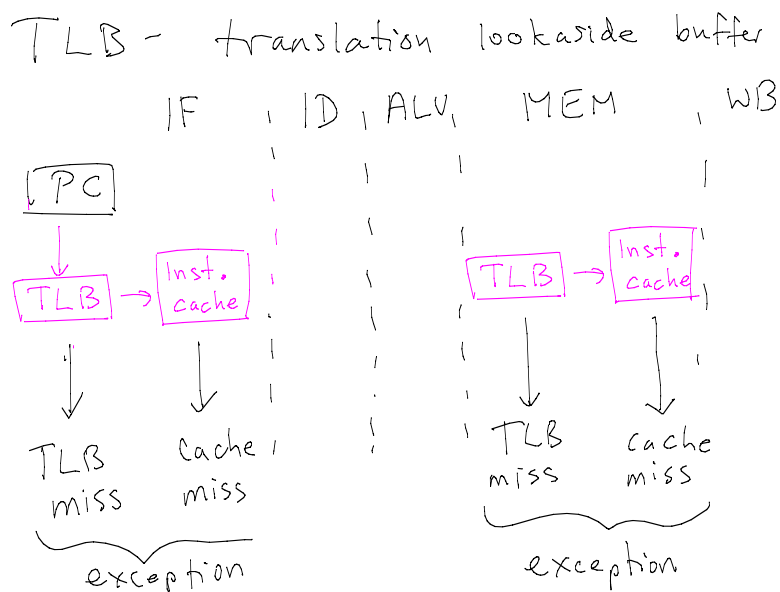 TLB - translation lookaside buffer
IF ID ALU MEM WB
PC
TLB
Inst.
cache
TLB
Inst.
cache
TLB
miss
cache
miss
TLB
miss
cache
miss
exception
exception